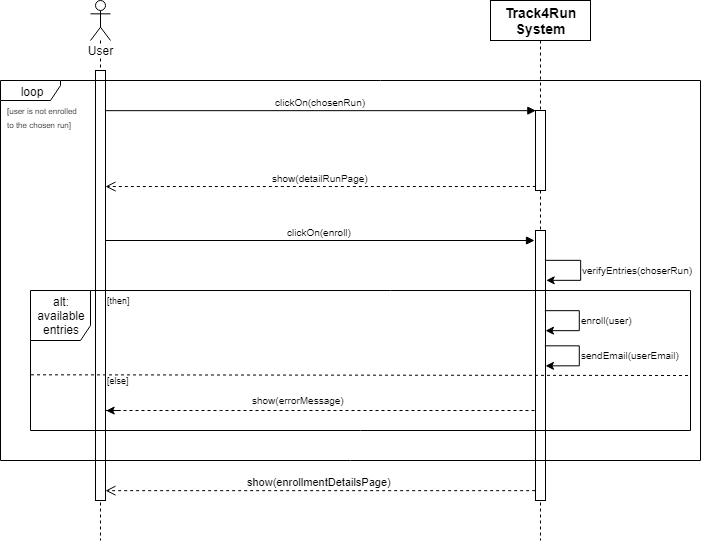 Track4Run
System
User
loop
[user is not enrolled
to the chosen run]
clickOn(chosenRun)
show(detailRunPage)
clickOn(enroll)
verifyEntries(choserRun)
alt:
available
entries
[then]
enroll(user)
sendEmail(userEmail)
[else]
show(errorMessage)
show(enrollmentDetailsPage)